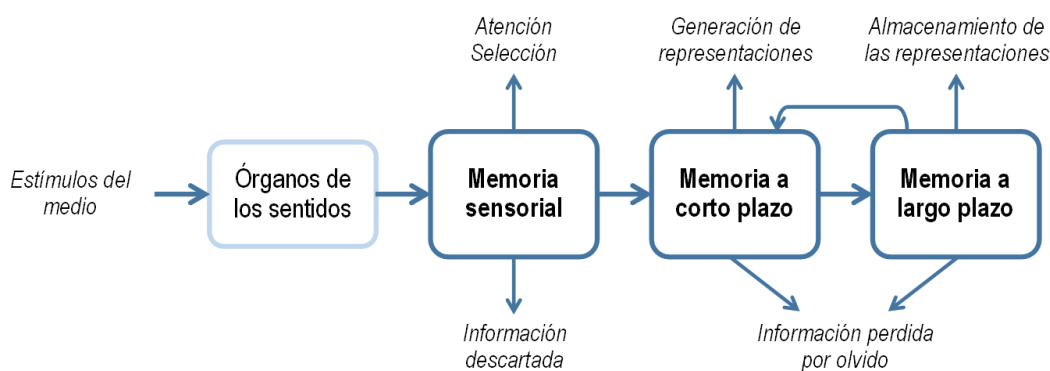 Atención
Selección
Generación de
representaciones
Almacenamiento de
las representaciones
Estímulos del
medio
Órganos de
los sentidos
Memoria
sensorial
Memoria a
corto plazo
Memoria a
largo plazo
Información
descartada
Información perdida
por olvido